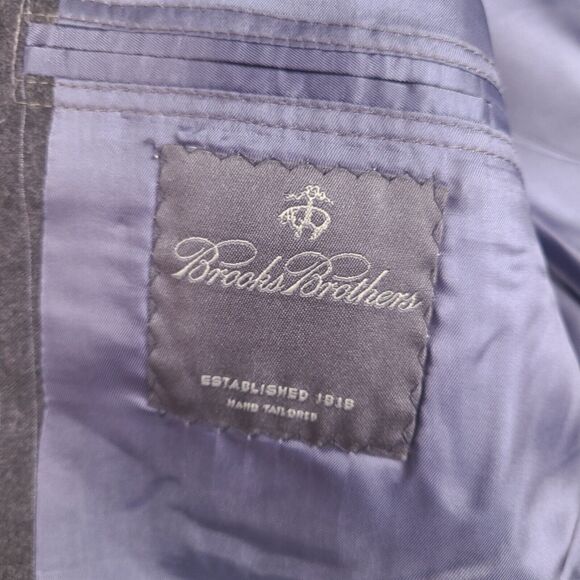 Brooks Brothers
ESTABLISHED 1818
HAND TAILORED